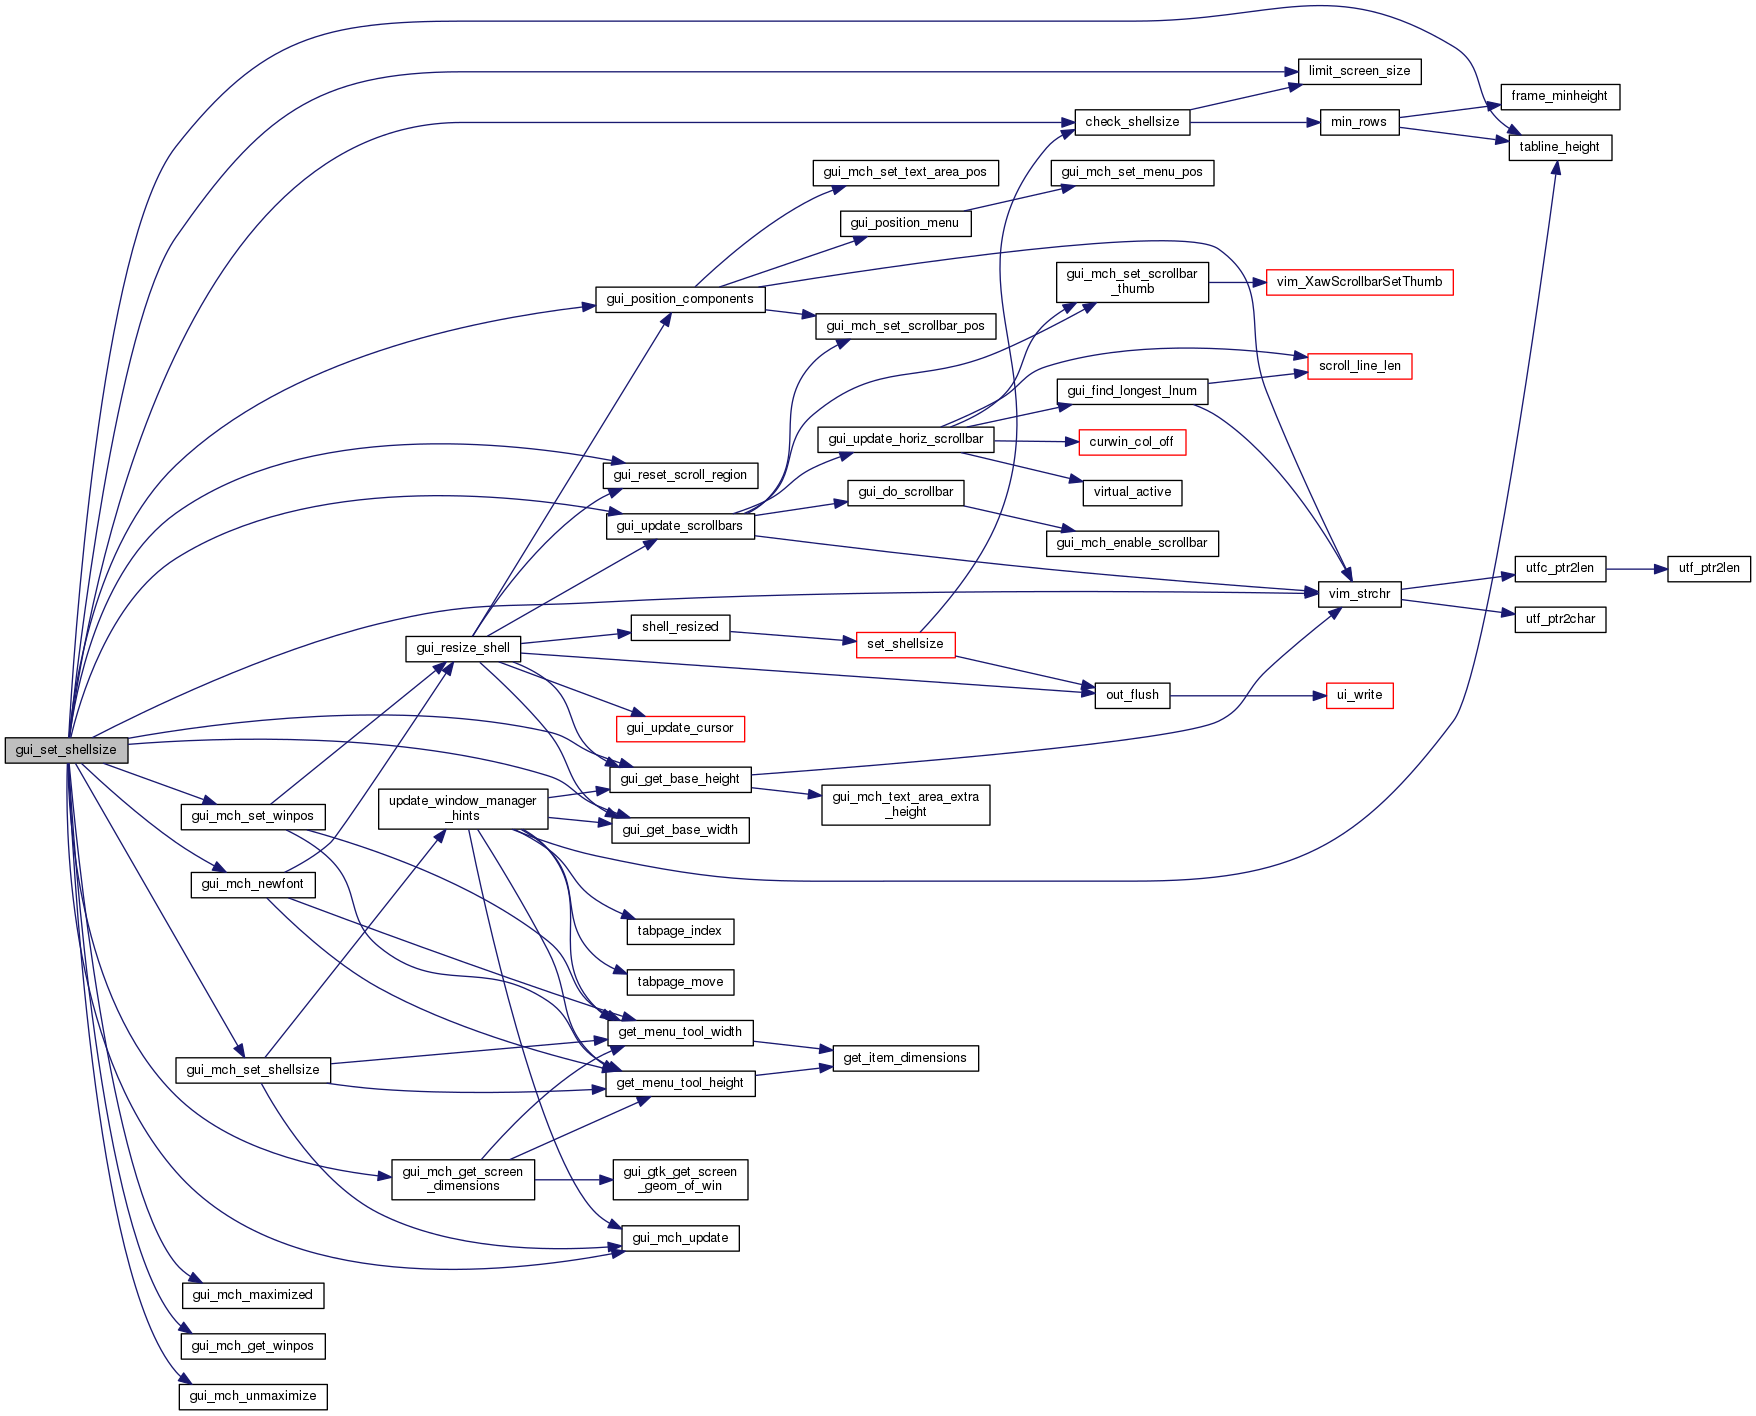 limit_screen_size
frame_minheight
check_shellsize
min_rows
tabline_height
gui_mch_set_text_area_pos
gui_mch_set_menu_pos
gui_position_menu
gui_mch_set_scrollbar
_thumb
vim_XawScrollbarSetThumb
gui_position_components
gui_mch_set_scrollbar_pos
scroll_line_len
gui_find_longest_lnum
gui_update_horiz_scrollbar
curwin_col_off
gui_reset_scroll_region
gui_do_scrollbar
virtual_active
gui_update_scrollbars
gui_mch_enable_scrollbar
utfc_ptr2len
utf_ptr2len
vim_strchr
utf_ptr2char
shell_resized
set_shellsize
gui_resize_shell
out_flush
ui_write
gui_update_cursor
gui_set_shellsize
gui_get_base_height
gui_mch_text_area_extra
_height
update_window_manager
_hints
gui_mch_set_winpos
gui_get_base_width
gui_mch_newfont
tabpage_index
tabpage_move
get_menu_tool_width
get_item_dimensions
gui_mch_set_shellsize
get_menu_tool_height
gui_mch_get_screen
_dimensions
gui_gtk_get_screen
_geom_of_win
gui_mch_update
gui_mch_maximized
gui_mch_get_winpos
gui_mch_unmaximize